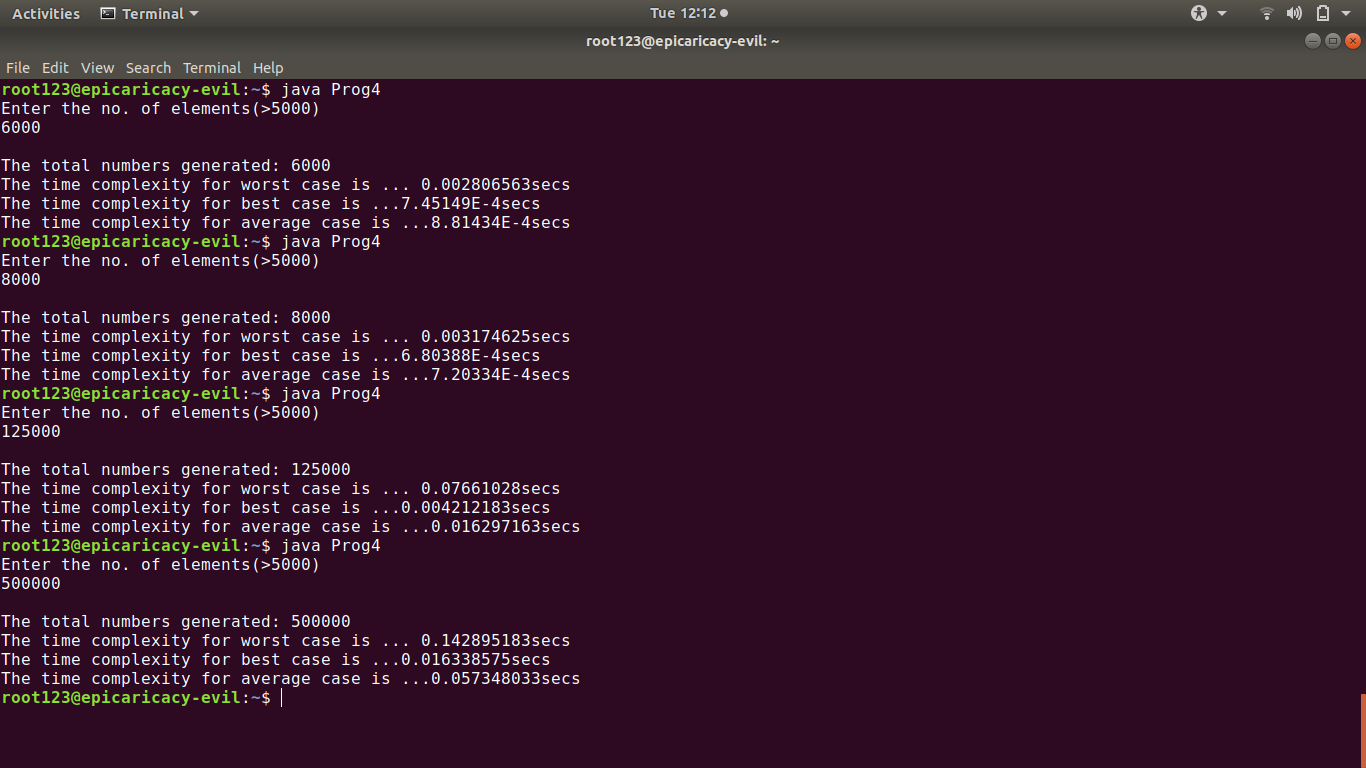 Activities Terminal Tue 12:12
root123@epicaricacy-evil: ~
File Edit View Search Terminal Help
root123@epicaricacy-evil:~$ java Prog4
Enter the no. of elements(>5000)
6000
The total numbers generated: 6000
The time complexity for worst case is ... 0.002806563secs
The time complexity for best case is ...7.45149E-4secs
The time complexity for average case is ...8.81434E-4secs
root123@epicaricacy-evil:~$ java Prog4
Enter the no. of elements(>5000)
8000
The total numbers generated: 8000
The time complexity for worst case is ... 0.003174625secs
The time complexity for best case is ...6.80388E-4secs
The time complexity for average case is ...7.20334E-4secs
root123@epicaricacy-evil:~$ java Prog4
Enter the no. of elements(>5000)
125000
The total numbers generated: 125000
The time complexity for worst case is ... 0.07661028secs
The time complexity for best case is ...0.004212183secs
The time complexity for average case is ...0.016297163secs
root123@epicaricacy-evil:~$ java Prog4
Enter the no. of elements(>5000)
500000
The total numbers generated: 500000
The time complexity for worst case is ... 0.142895183secs
The time complexity for best case is ...0.016338575secs
The time complexity for average case is ...0.057348033secs
root123@epicaricacy-evil:~$